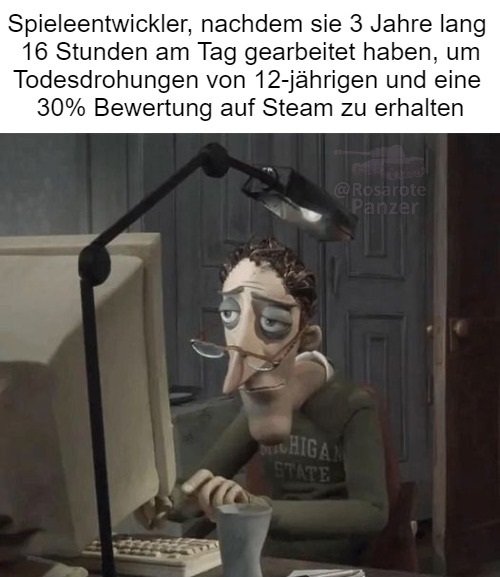 Spieleentwickler, nachdem sie 3 Jahre lang
16 Stunden am Tag gearbeitet haben, um
Todesdrohungen von 12-jährigen und eine
30% Bewertung auf Steam zu erhalten
@Rosarote
Panzer
MICHIGAN
STATE